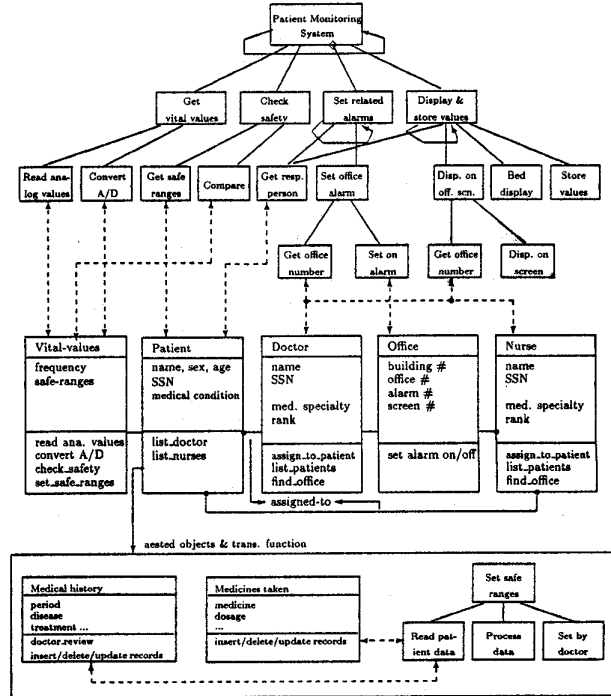 Patient Monitoring
System
Get
vital values
Check
safety
Set related
alarms
Display &
store values
Read ana-
log values
Convert
A/D
Get safe
ranges
Compare
Get resp.
person
Set office
alarm
Disp. on
off. scn.
Bed
display
Store
values
Get office
number
Set on
alarm
Get office
number
Disp. on
screen
Vital-values
frequency
safe-ranges
read ana. values
convert A/D
check_safety
set_safe_ranges
Patient
name, sex, age
SSN
medical condition
list_doctor
list_nurses
Doctor
name
SSN
med. specialty
rank
assign_to_patient
list_patients
find_office
Office
building #
office #
alarm #
screen #
set alarm on/off
Nurse
name
SSN
med. specialty
rank
assign_to_patient
list_patients
find_office
assigned-to
nested objects & trans. function
Medical history
period
disease
treatment ...
doctor_review
insert/delete/update records
Medicines taken
medicine
dosage
...
insert/delete/update records
Set safe
ranges
Read pat-
ient data
Process
data
Set by
doctor